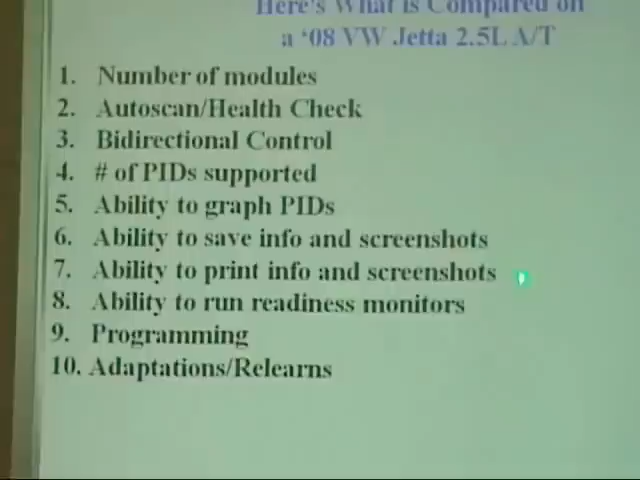 Here's What is Compared on
a ‘08 VW Jetta 2.5L A/T
1. Number of modules
2. Autoscan/Health Check
3. Bidirectional Control
4. # of PIDs supported
5. Ability to graph PIDs
6. Ability to save info and screenshots
7. Ability to print info and screenshots
8. Ability to run readiness monitors
9. Programming
10. Adaptations/Relearns